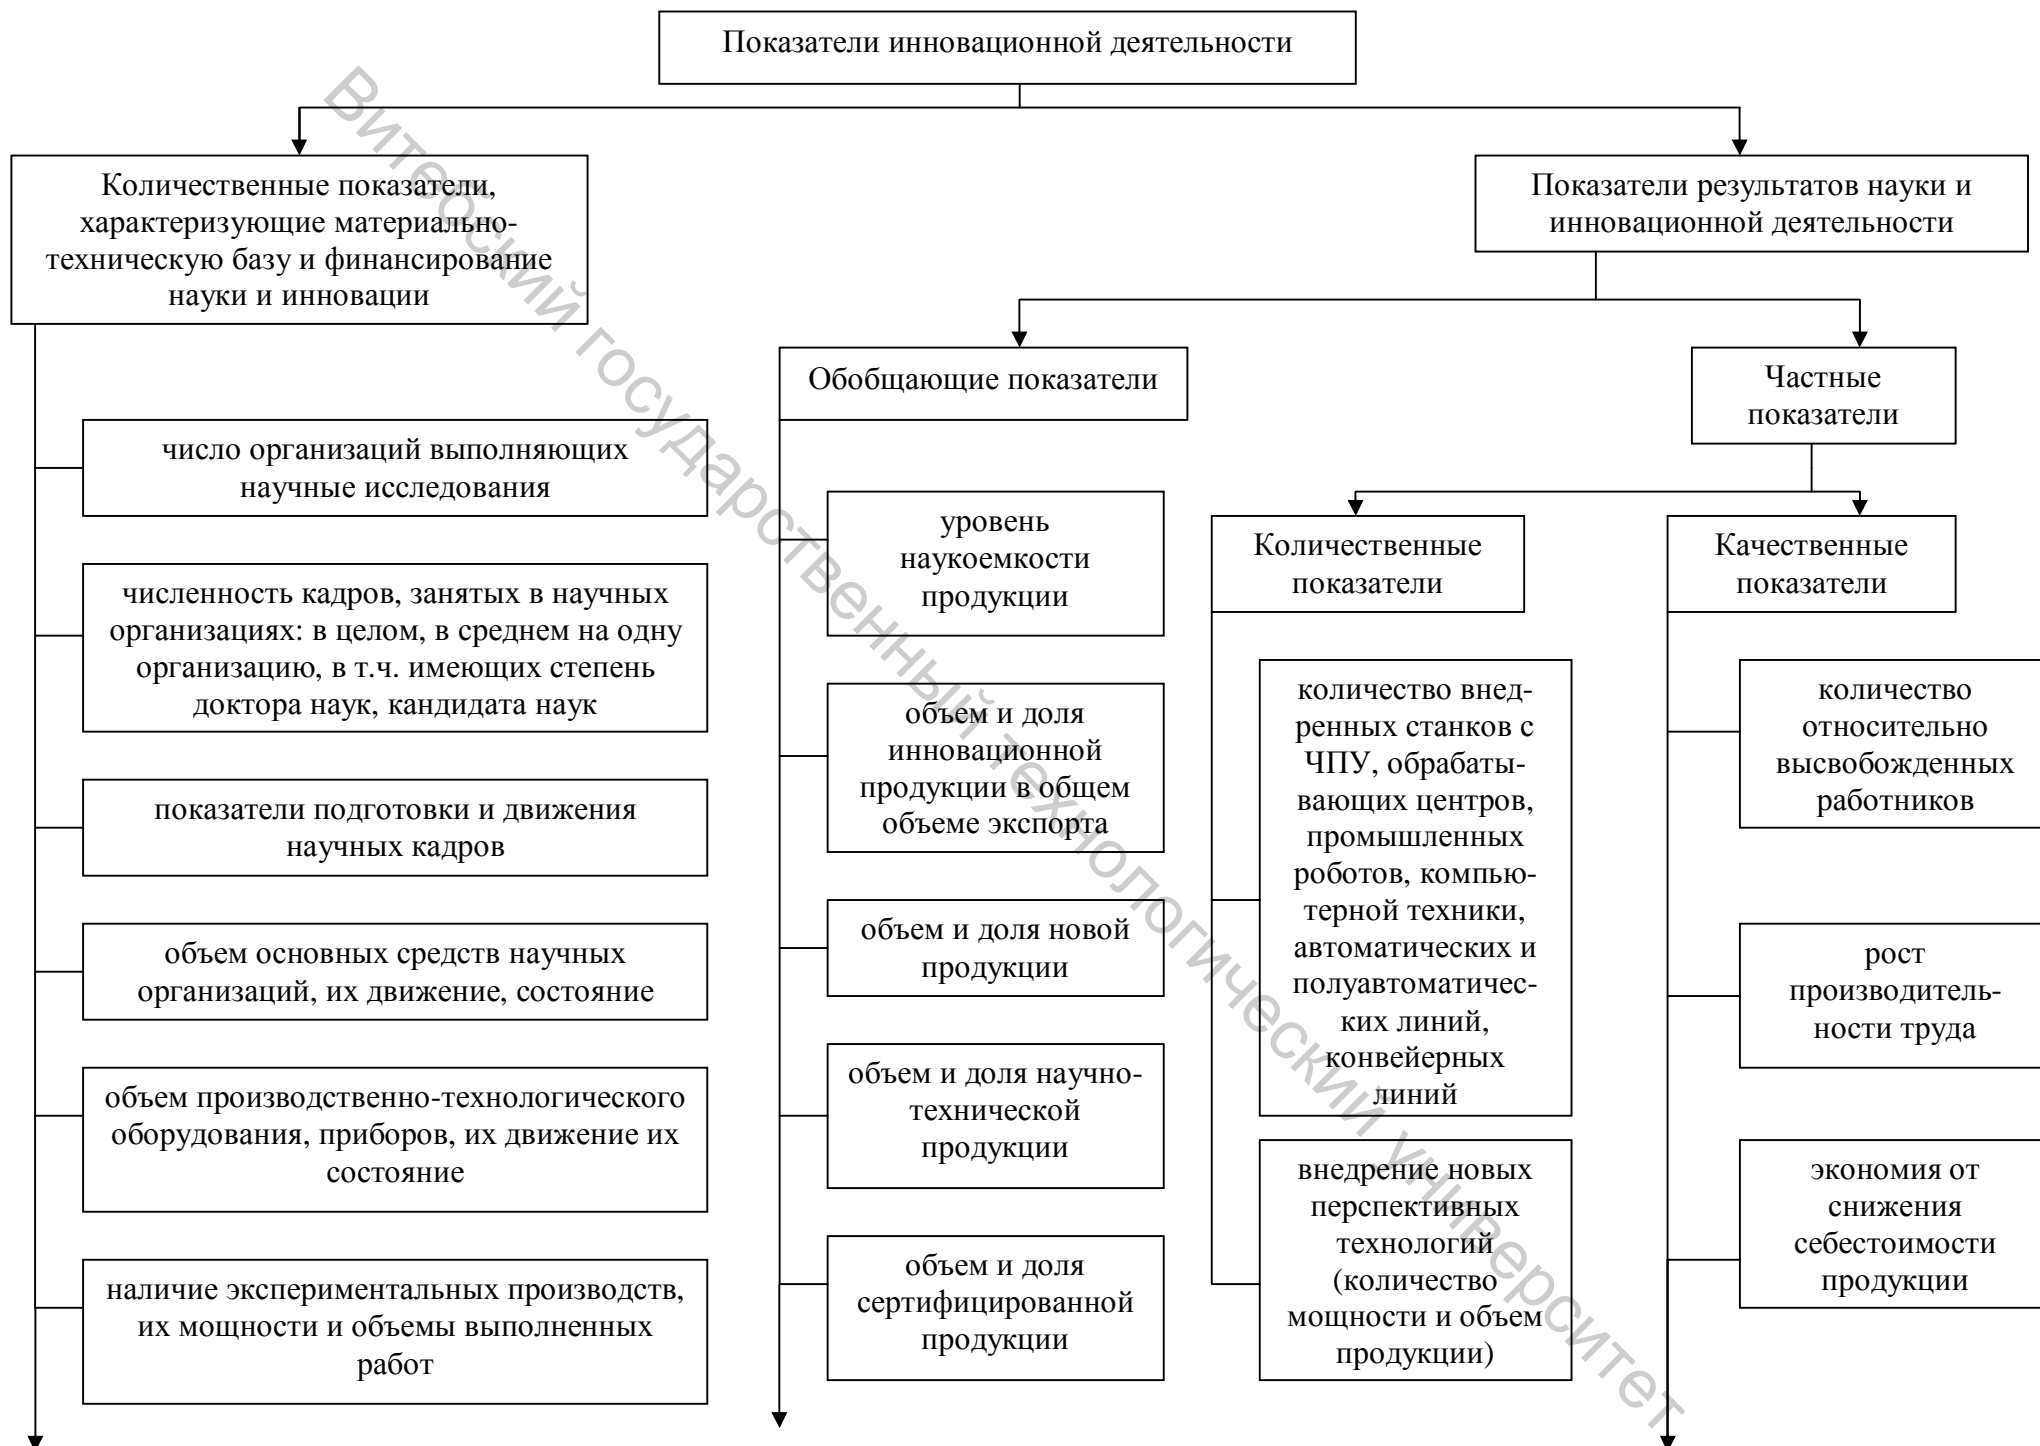 Показатели инновационной деятельности
Количественные показатели,
характеризующие материально-
техническую базу и финансирование
науки и инновации
Показатели результатов науки и
инновационной деятельности
Обобщающие показатели
Частные
показатели
число организаций выполняющих
научные исследования
численность кадров, занятых в научных
организациях: в целом, в среднем на одну
организацию, в т.ч. имеющих степень
доктора наук, кандидата наук
показатели подготовки и движения
научных кадров
объем основных средств научных
организаций, их движение, состояние
объем производственно-технологического
оборудования, приборов, их движение их
состояние
наличие экспериментальных производств,
их мощности и объемы выполненных
работ
уровень
наукоемкости
продукции
объем и доля
инновационной
продукции в общем
объеме экспорта
объем и доля новой
продукции
объем и доля научно-
технической
продукции
объем и доля
сертифицированной
продукции
Количественные
показатели
количество внед-
ренных станков с
ЧПУ, обрабаты-
вающих центров,
промышленных
роботов, компью-
терной техники,
автоматических и
полуавтоматичес-
ких линий,
конвейерных
линий
внедрение новых
перспективных
технологий
(количество
мощности и объем
продукции)
Качественные
показатели
количество
относительно
высвобожденных
работников
рост
производитель-
ности труда
экономия от
снижения
себестоимости
продукции
Витебский государственный технологический университет